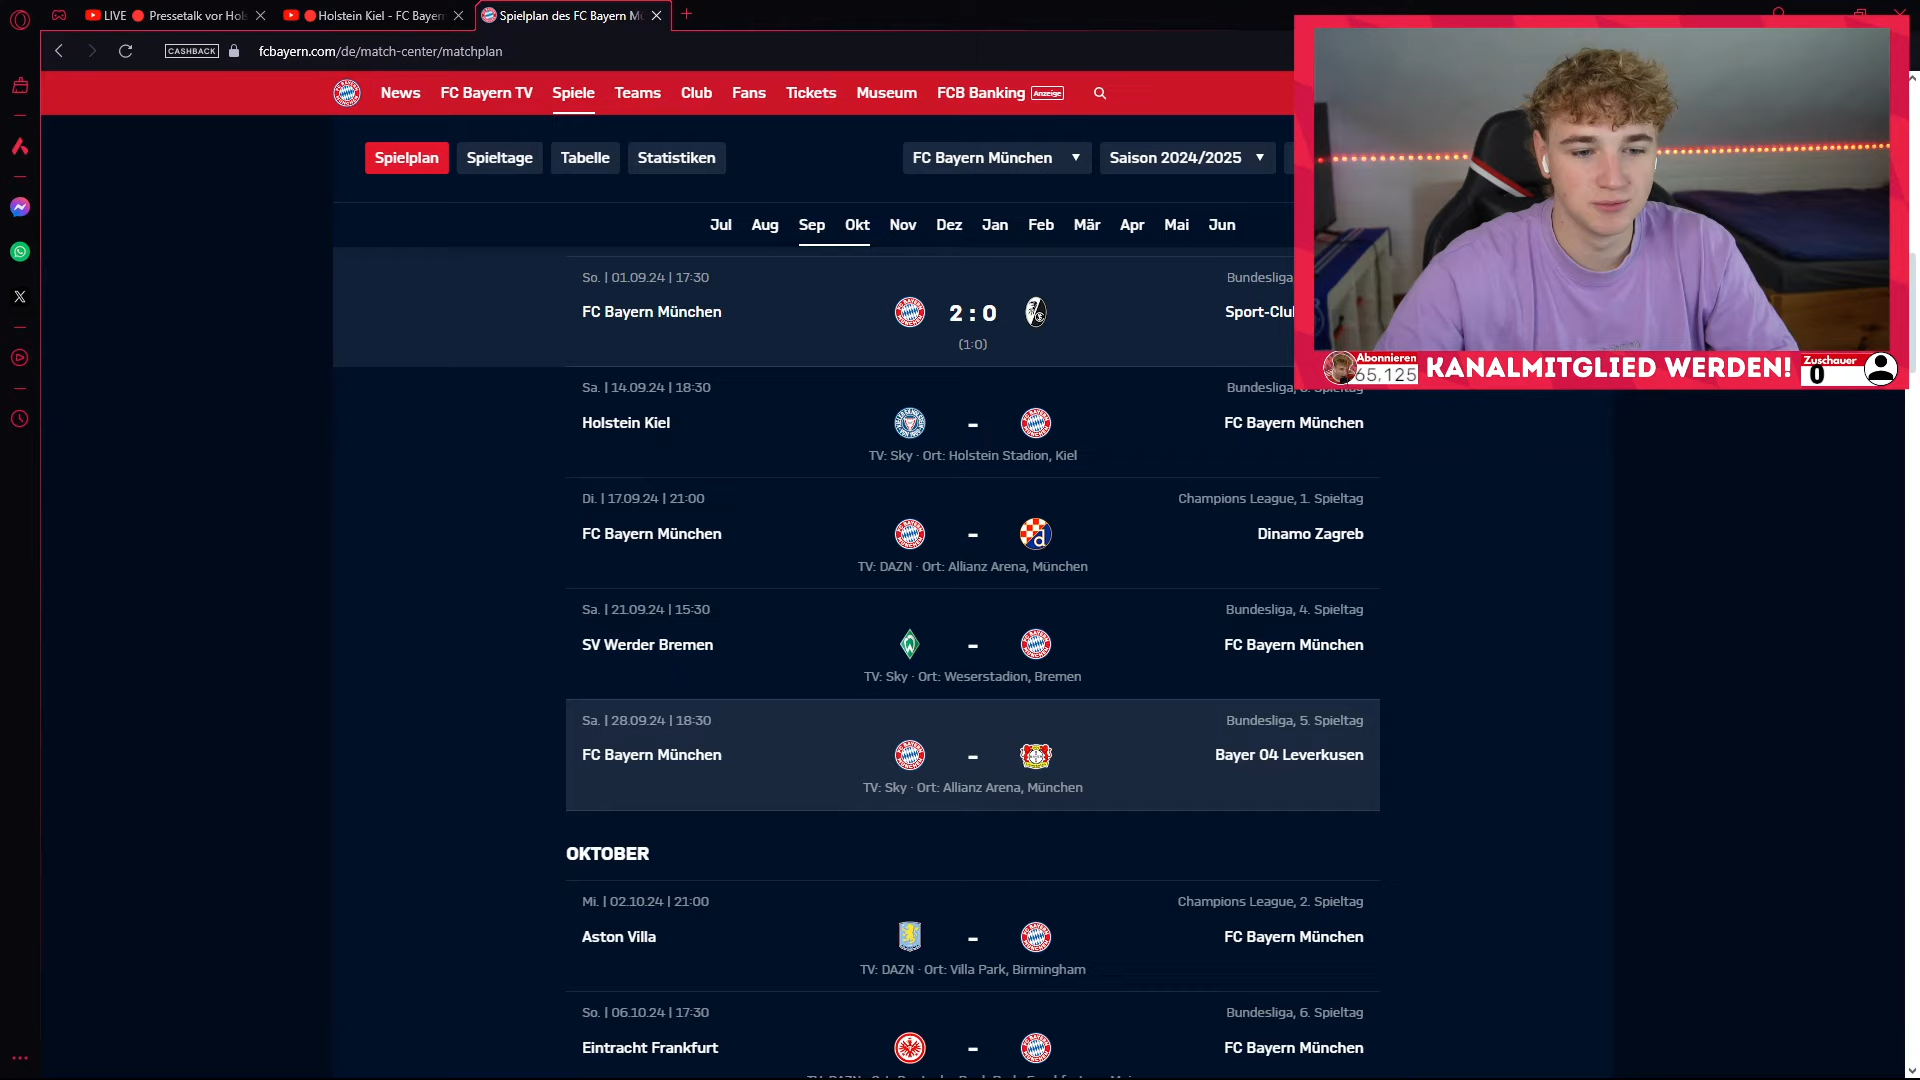 LIVE 🔴 Pressetalk vor Hols
🔴Holstein Kiel - FC Bayern
Spielplan des FC Bayern Mü
CASHBACK
fcbayern.com/de/match-center/matchplan
News FC Bayern TV Spiele Teams Club Fans Tickets Museum FCB Banking Anzeige
Spielplan Spieltage Tabelle Statistiken FC Bayern München ▼ Saison 2024/2025 ▼
Jul Aug Sep Okt Nov Dez Jan Feb Mär Apr Mai Jun
So. | 01.09.24 | 17:30 Bundesliga
FC Bayern München 2 : 0 Sport-Clu
(1:0)
Abonnieren
65,125
KANALMITGLIED WERDEN!
Zuschauer
0
Sa. | 14.09.24 | 18:30 Bundesliga, 3. Spieltag
Holstein Kiel - FC Bayern München
TV: Sky · Ort: Holstein Stadion, Kiel
Di. | 17.09.24 | 21:00 Champions League, 1. Spieltag
FC Bayern München - Dinamo Zagreb
TV: DAZN · Ort: Allianz Arena, München
Sa. | 21.09.24 | 15:30 Bundesliga, 4. Spieltag
SV Werder Bremen - FC Bayern München
TV: Sky · Ort: Weserstadion, Bremen
Sa. | 28.09.24 | 18:30 Bundesliga, 5. Spieltag
FC Bayern München - Bayer 04 Leverkusen
TV: Sky · Ort: Allianz Arena, München
OKTOBER
Mi. | 02.10.24 | 21:00 Champions League, 2. Spieltag
Aston Villa - FC Bayern München
TV: DAZN · Ort: Villa Park, Birmingham
So. | 06.10.24 | 17:30 Bundesliga, 6. Spieltag
Eintracht Frankfurt - FC Bayern München